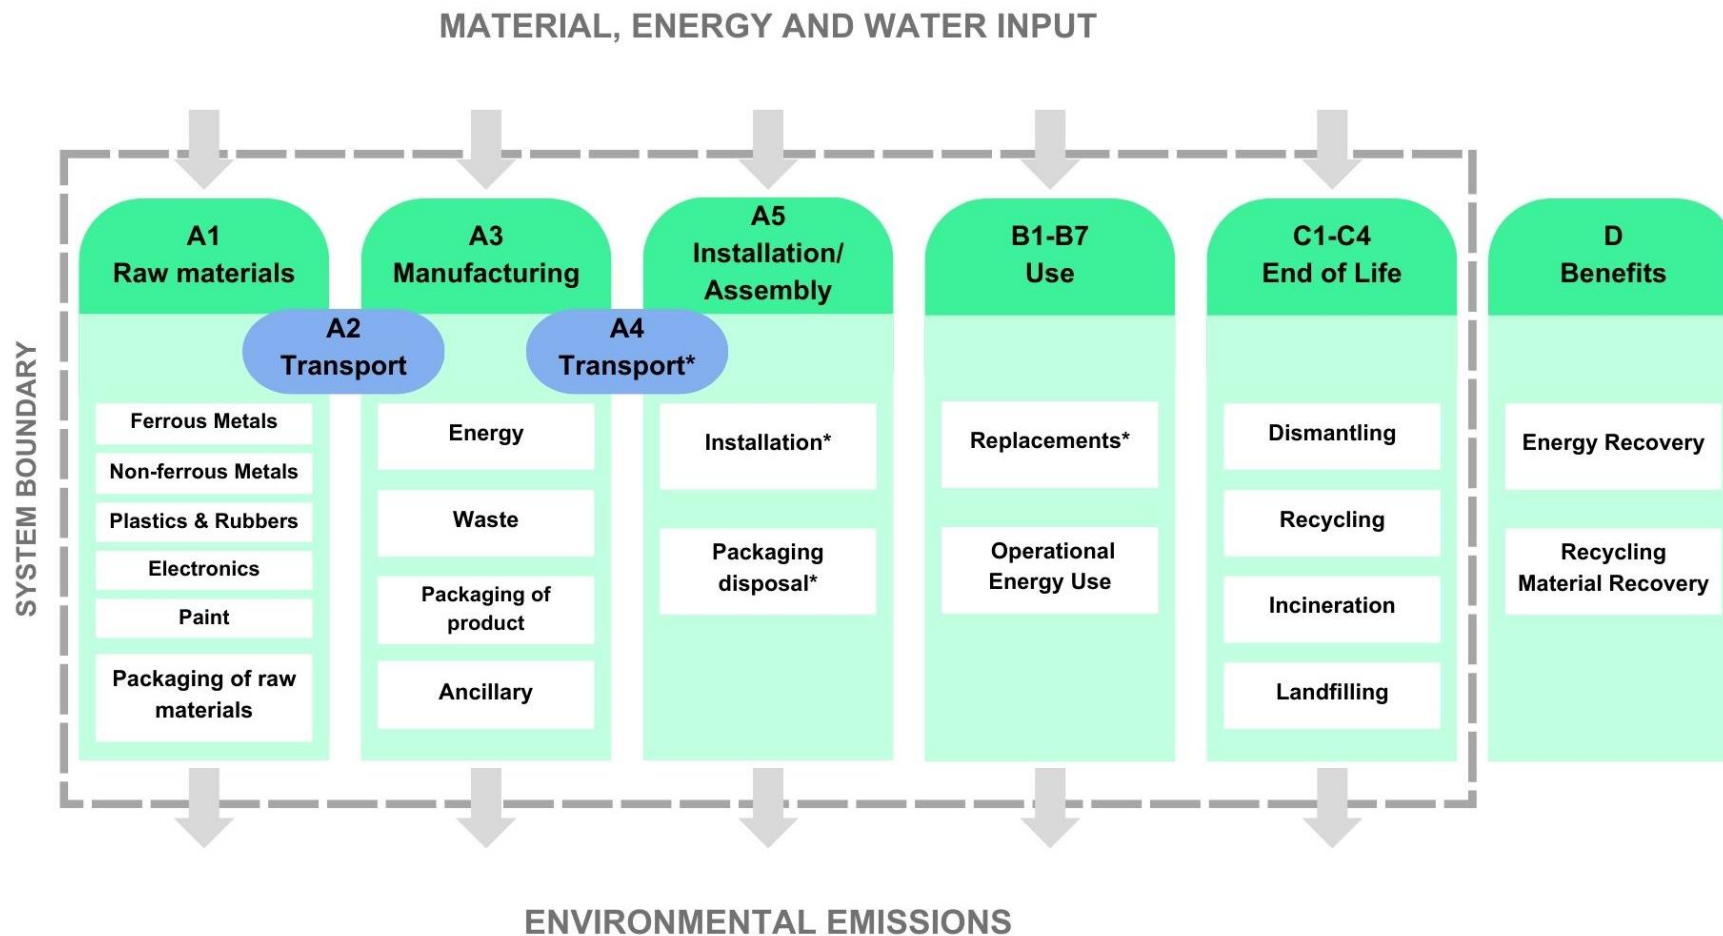 MATERIAL, ENERGY AND WATER INPUT
SYSTEM BOUNDARY
A1
Raw materials
A2
Transport
Ferrous Metals
Non-ferrous Metals
Plastics & Rubbers
Electronics
Paint
Packaging of raw
materials
A3
Manufacturing
A4
Transport*
Energy
Waste
Packaging of
product
Ancillary
A5
Installation/
Assembly
Installation*
Packaging
disposal*
B1-B7
Use
Replacements*
Operational
Energy Use
C1-C4
End of Life
Dismantling
Recycling
Incineration
Landfilling
D
Benefits
Energy Recovery
Recycling
Material Recovery
ENVIRONMENTAL EMISSIONS